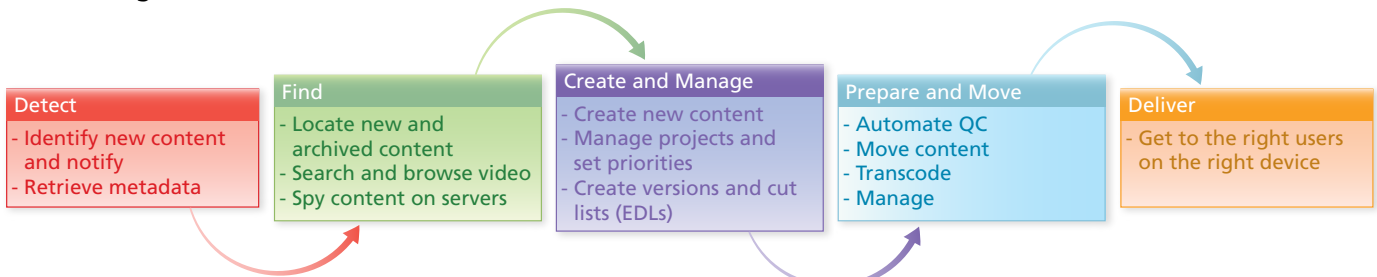 Detect
- Identify new content
and notify
- Retrieve metadata
Find
- Locate new and
archived content
- Search and browse video
- Spy content on servers
Create and Manage
- Create new content
- Manage projects and
set priorities
- Create versions and cut
lists (EDLs)
Prepare and Move
- Automate QC
- Move content
- Transcode
- Manage
Deliver
- Get to the right users
on the right device